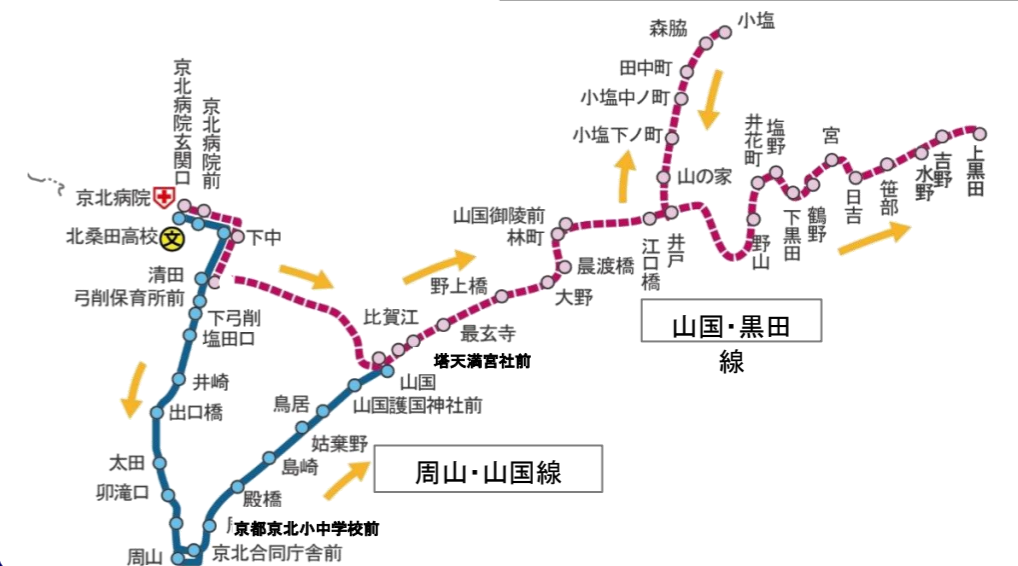 小塩
森脇
田中町
小塩中ノ町
小塩下ノ町
山の家
京北病院玄関口
京北病院前
京北病院
北桑田高校
文
下中
清田
弓削保育所前
下弓削
塩田口
井崎
出口橋
太田
卯滝口
周山
京北合同庁舎前
京都京北小中学校前
殿橋
島崎
姑棄野
鳥居
山国護国神社前
山国
塔天満宮社前
比賀江
最玄寺
野上橋
大野
晨渡橋
林町
山国御陵前
江口橋
井戸
野山
井花町
塩野
下黒田
鶴野
宮
日吉
笹部
水野
吉野
上黒田
山国・黒田
線
周山・山国線